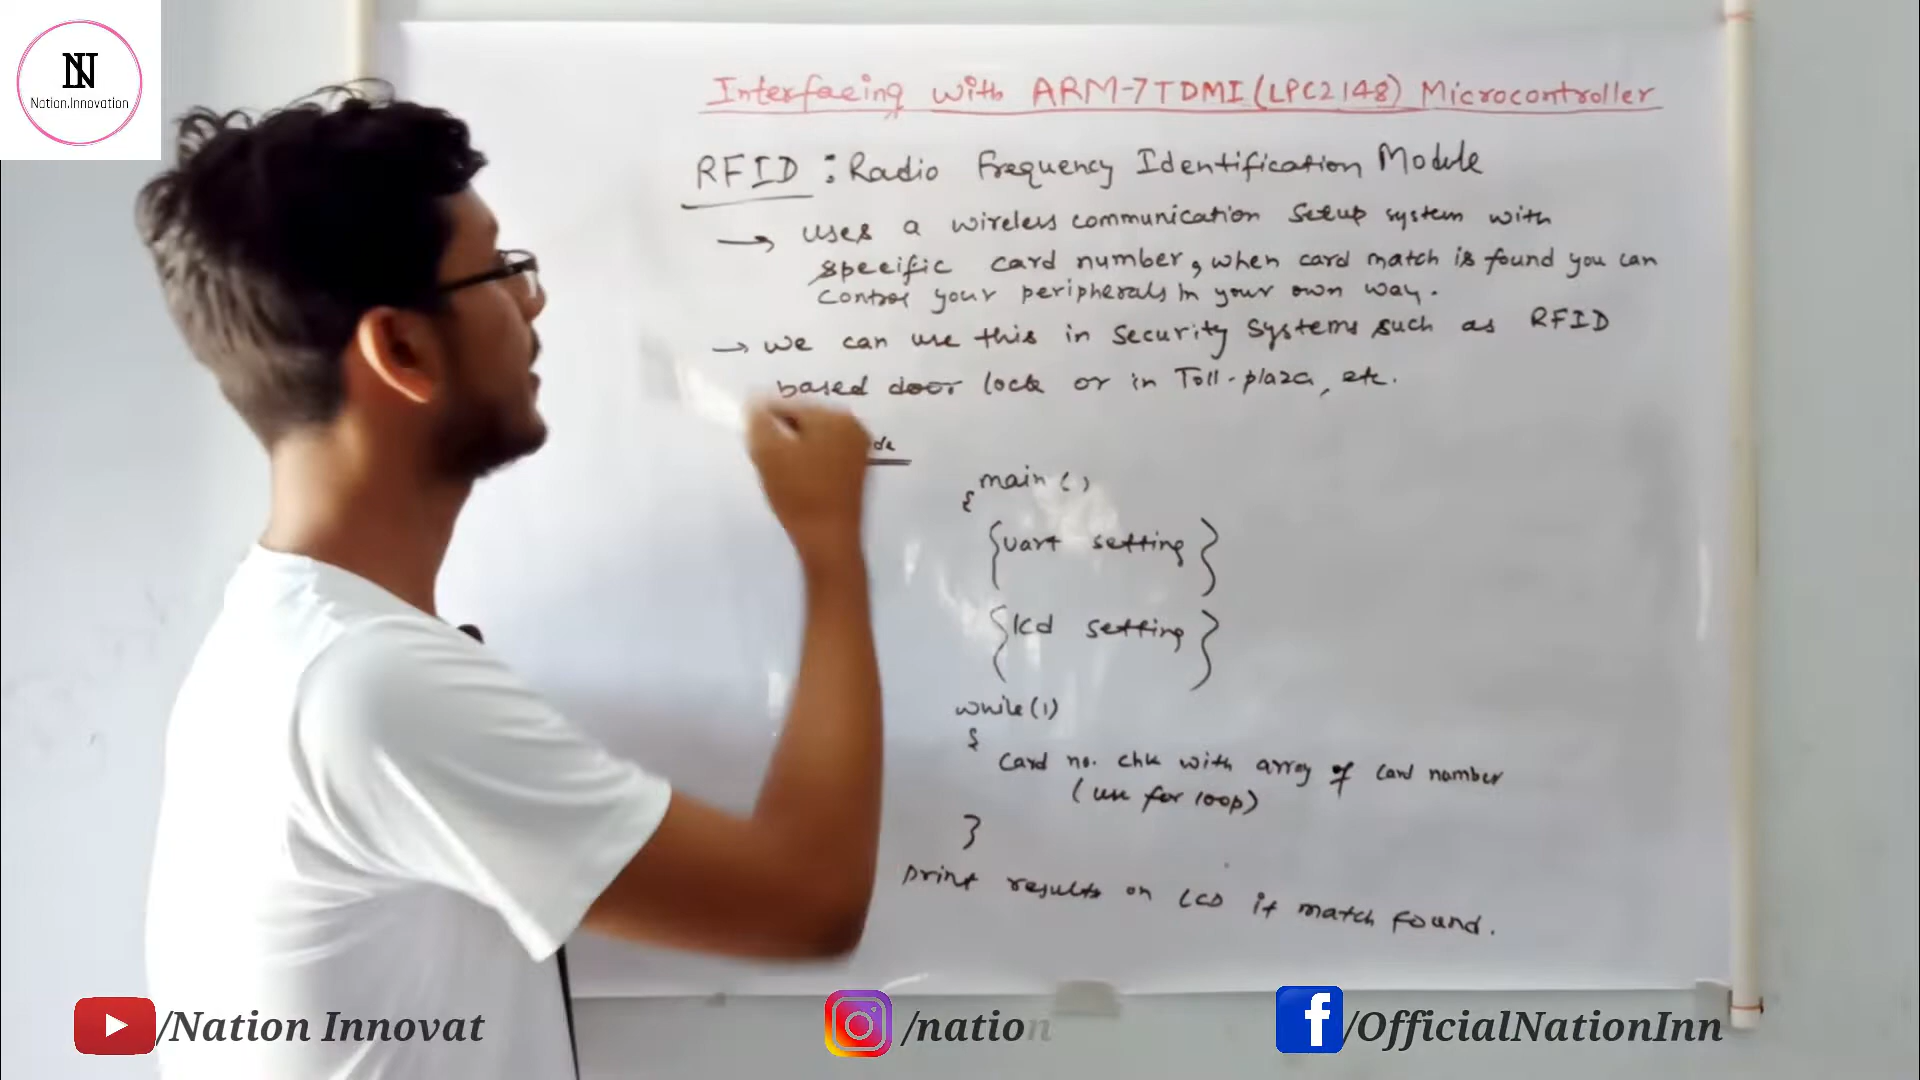 NI
Nation.Innovation
Interfacing with ARM-7TDMI (LPC2148) Microcontroller
RFID : Radio Frequency Identification Module
→ uses a wireless communication setup system with
specific card number, when card match is found you can
control your peripherals in your own way.
→ we can use this in security systems such as RFID
based door lock or in Toll-plaza, etc.
de
main ()
{
{uart setting}
{lcd setting}
while(1)
{
Card no. chk with array of card number
(use for loop)
}
print results on LCD if match found.
/Nation Innovat
/nation
/OfficialNationInn